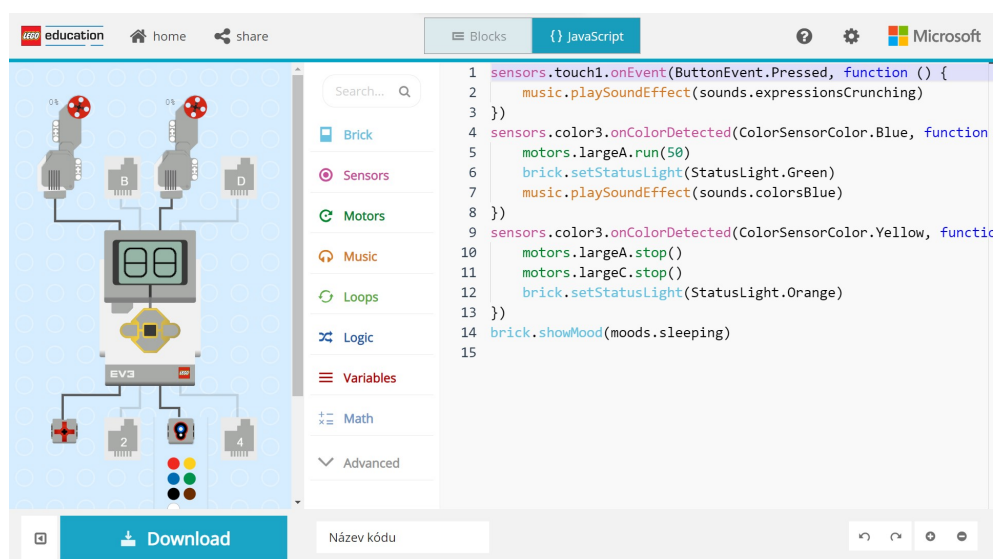 LEGO education home share Blocks {} JavaScript ? Microsoft
0% 0%
B D
EV3 LEGO
2 4
Search...
Brick
Sensors
Motors
Music
Loops
Logic
Variables
Math
Advanced
1 sensors.touch1.onEvent(ButtonEvent.Pressed, function () {
2 music.playSoundEffect(sounds.expressionsCrunching)
3 })
4 sensors.color3.onColorDetected(ColorSensorColor.Blue, function
5 motors.largeA.run(50)
6 brick.setStatusLight(StatusLight.Green)
7 music.playSoundEffect(sounds.colorsBlue)
8 })
9 sensors.color3.onColorDetected(ColorSensorColor.Yellow, functio
10 motors.largeA.stop()
11 motors.largeC.stop()
12 brick.setStatusLight(StatusLight.Orange)
13 })
14 brick.showMood(moods.sleeping)
15
Download Název kódu